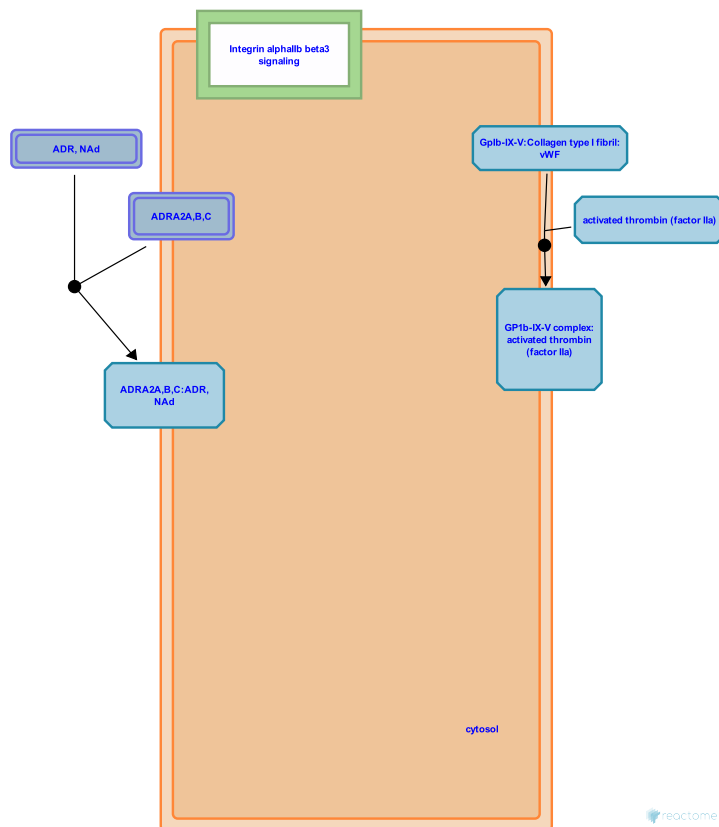 Integrin alphaIIb beta3
signaling
ADR, NAd
GpIb-IX-V:Collagen type I fibril:
vWF
ADRA2A,B,C
activated thrombin (factor IIa)
GP1b-IX-V complex:
activated thrombin
(factor IIa)
ADRA2A,B,C:ADR,
NAd
cytosol
reactome